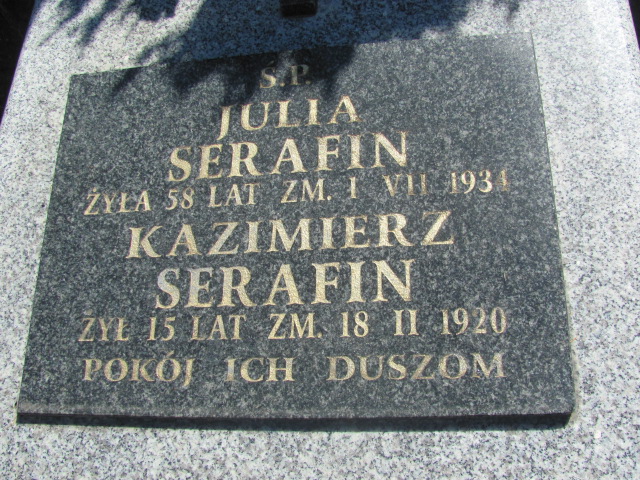 Ś.P.
JULIA
SERAFIN
ŻYŁA 58 LAT ZM. I VII 1934
KAZIMIERZ
SERAFIN
ŻYŁ 15 LAT ZM. 18 II 1920
POKÓJ ICH DUSZOM